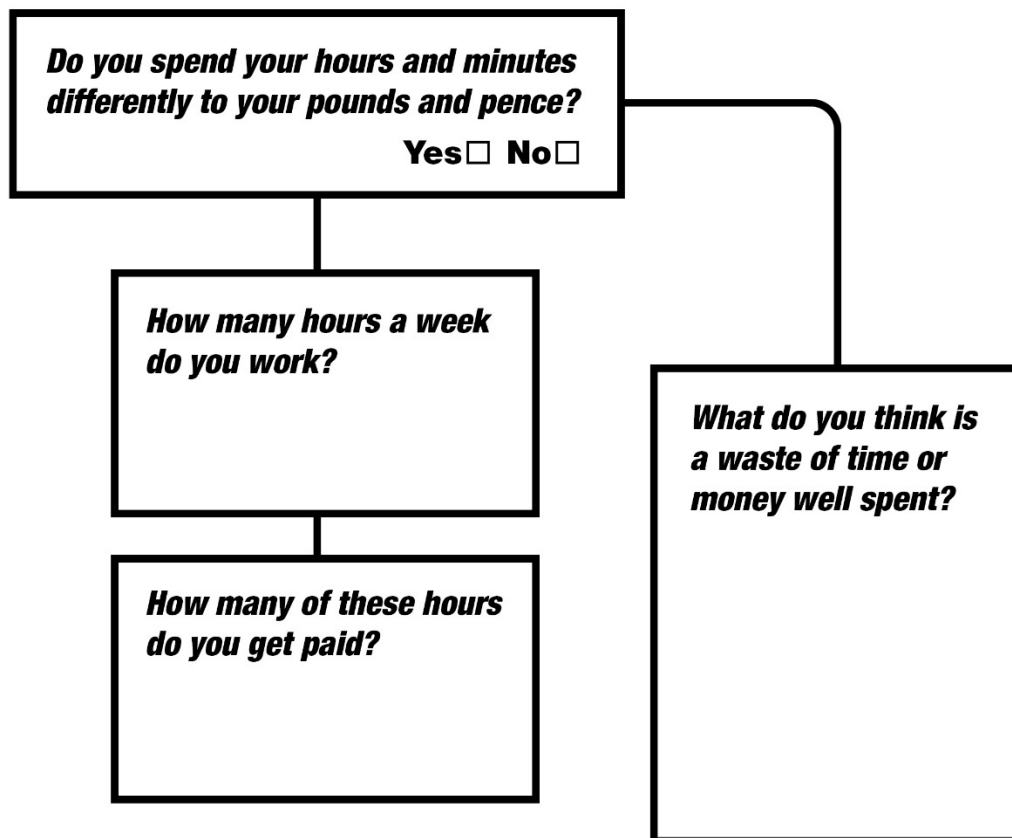 Do you spend your hours and minutes
differently to your pounds and pence?
Yes☐ No☐
How many hours a week
do you work?
How many of these hours
do you get paid?
What do you think is
a waste of time or
money well spent?